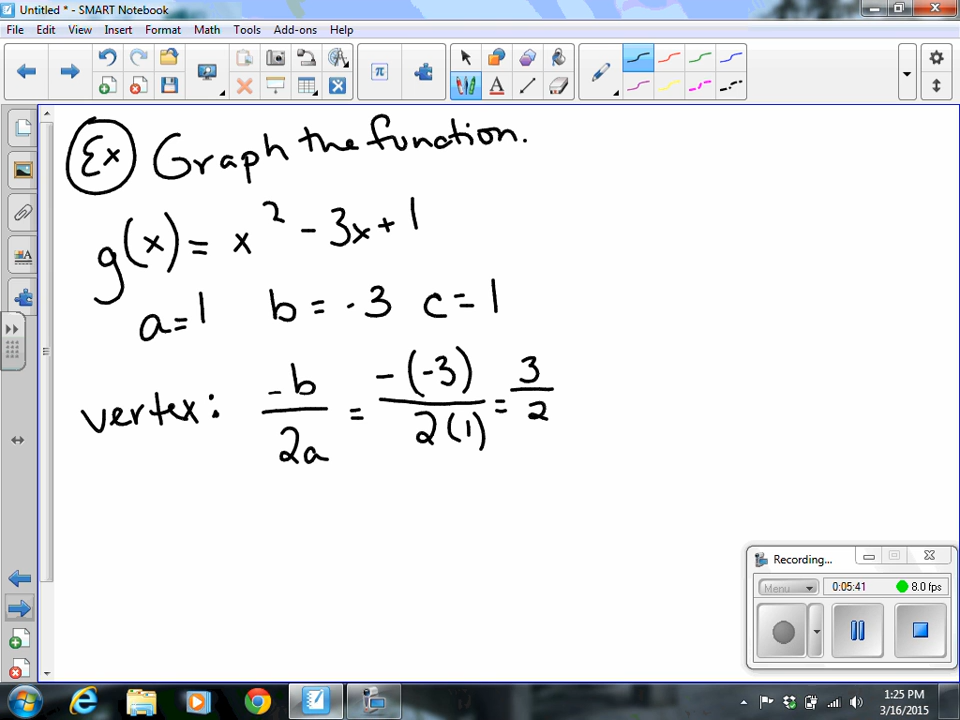 Untitled * - SMART Notebook
File Edit View Insert Format Math Tools Add-ons Help
Ex Graph the function.
g(x) = x² - 3x + 1
a = 1 b = -3 c = 1
vertex: -b/2a = -(-3)/2(1) = 3/2
Recording...
Menu 0:05:41 8.0 fps
1:25 PM
3/16/2015